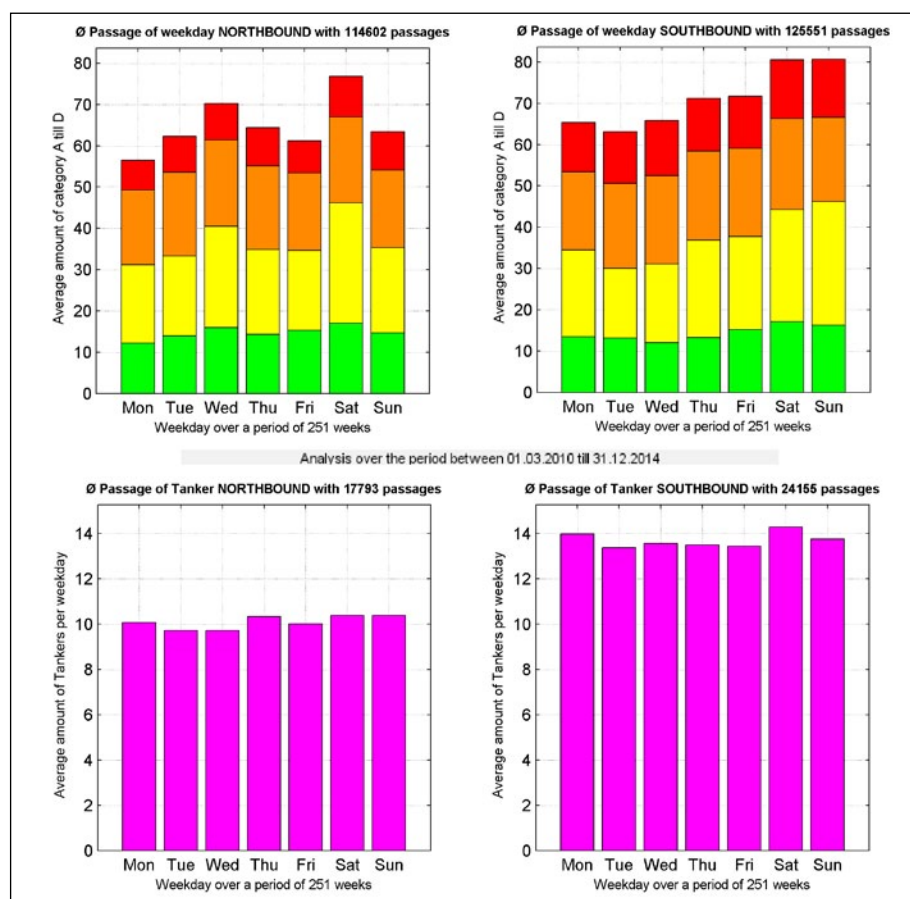 Ø Passage of weekday NORTHBOUND with 114602 passages
Average amount of category A till D
80
70
60
50
40
30
20
10
0
Mon Tue Wed Thu Fri Sat Sun
Weekday over a period of 251 weeks
Ø Passage of weekday SOUTHBOUND with 125551 passages
Average amount of category A till D
80
70
60
50
40
30
20
10
0
Mon Tue Wed Thu Fri Sat Sun
Weekday over a period of 251 weeks
Analysis over the period between 01.03.2010 till 31.12.2014
Ø Passage of Tanker NORTHBOUND with 17793 passages
Average amount of Tankers per weekday
14
12
10
8
6
4
2
0
Mon Tue Wed Thu Fri Sat Sun
Weekday over a period of 251 weeks
Ø Passage of Tanker SOUTHBOUND with 24155 passages
Average amount of Tankers per weekday
14
12
10
8
6
4
2
0
Mon Tue Wed Thu Fri Sat Sun
Weekday over a period of 251 weeks